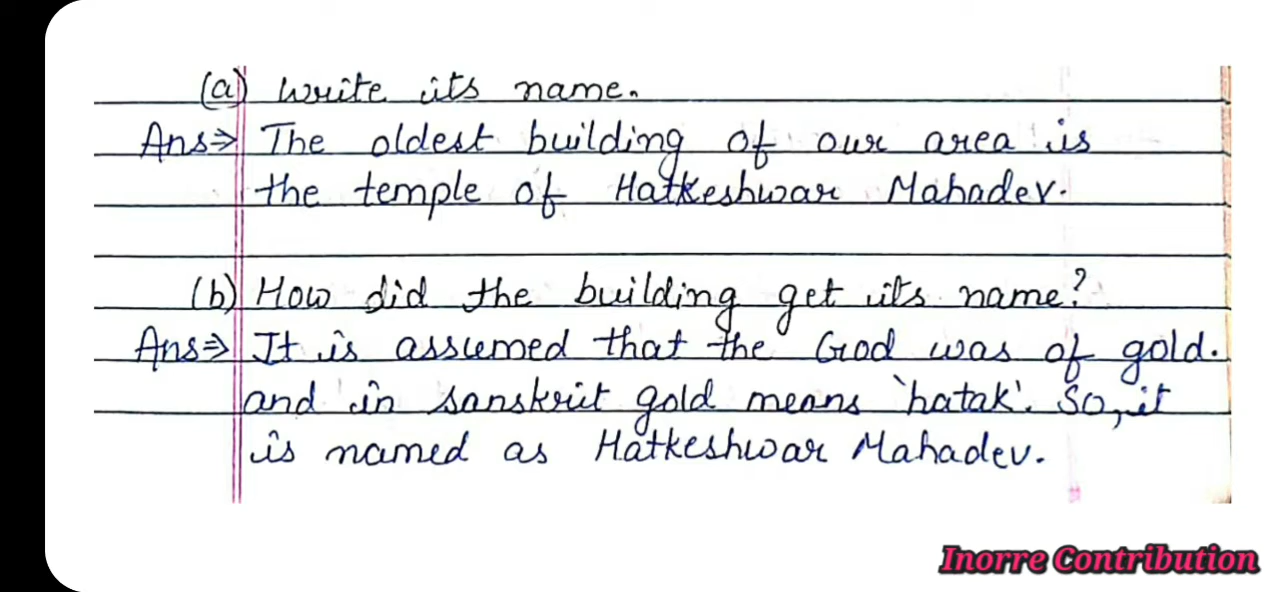 (a) Write its name.
Ans⇒ The oldest building of our area is
the temple of Hatkeshwar Mahadev.
(b) How did the building get its name?
Ans⇒ It is assumed that the God was of gold.
and in sanskrit gold means 'hatak'. So, it
is named as Hatkeshwar Mahadev.
Inorre Contribution